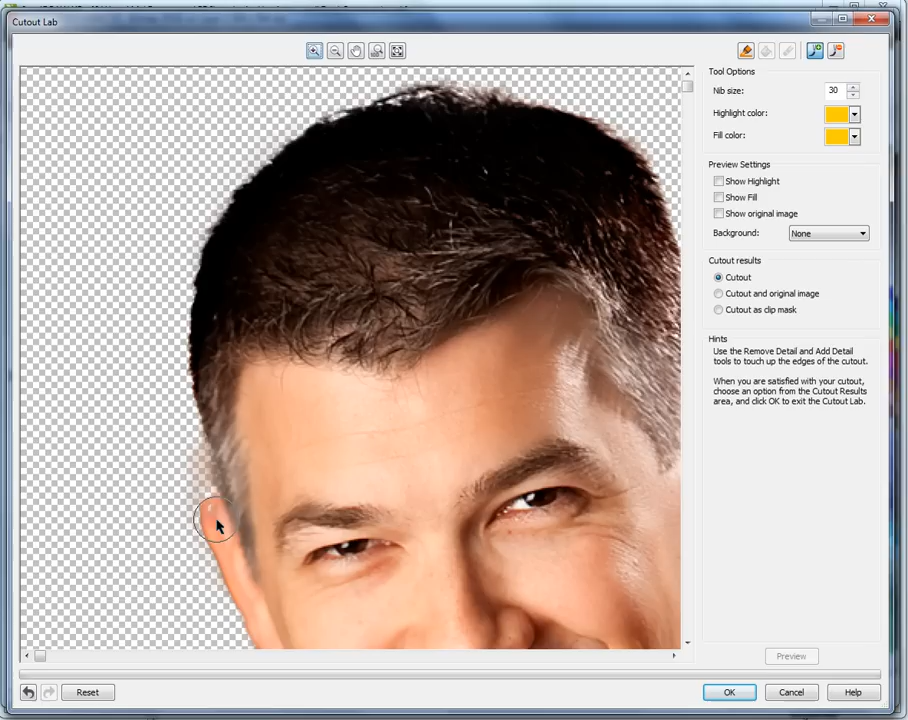 Cutout Lab
Tool Options
Nib size: 30
Highlight color:
Fill color:
Preview Settings
Show Highlight
Show Fill
Show original image
Background: None
Cutout results
Cutout
Cutout and original image
Cutout as clip mask
Hints
Use the Remove Detail and Add Detail
tools to touch up the edges of the cutout.
When you are satisfied with your cutout,
choose an option from the Cutout Results
area, and click OK to exit the Cutout Lab.
Preview
Reset
OK
Cancel
Help